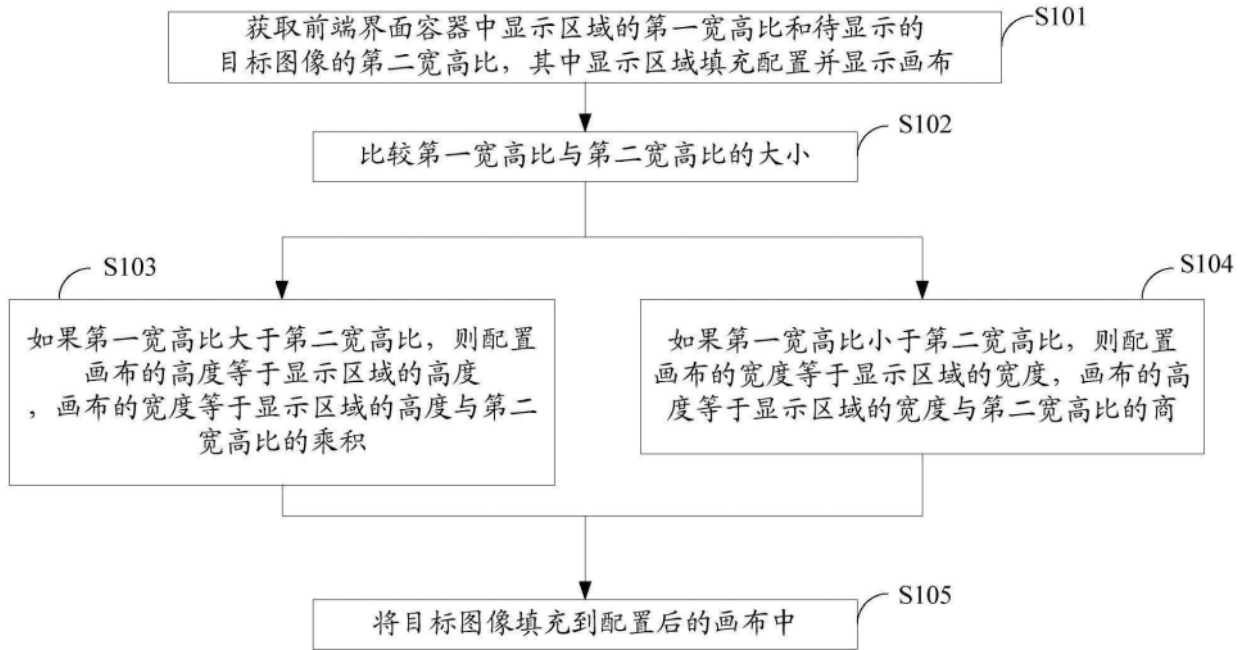 获取前端界面容器中显示区域的第一宽高比和待显示的
目标图像的第二宽高比，其中显示区域填充配置并显示画布
S101
比较第一宽高比与第二宽高比的大小
S102
S103
如果第一宽高比大于第二宽高比，则配置
画布的高度等于显示区域的高度
，画布的宽度等于显示区域的高度与第二
宽高比的乘积
S104
如果第一宽高比小于第二宽高比，则配置
画布的宽度等于显示区域的宽度，画布的高
度等于显示区域的宽度与第二宽高比的商
S105
将目标图像填充到配置后的画布中